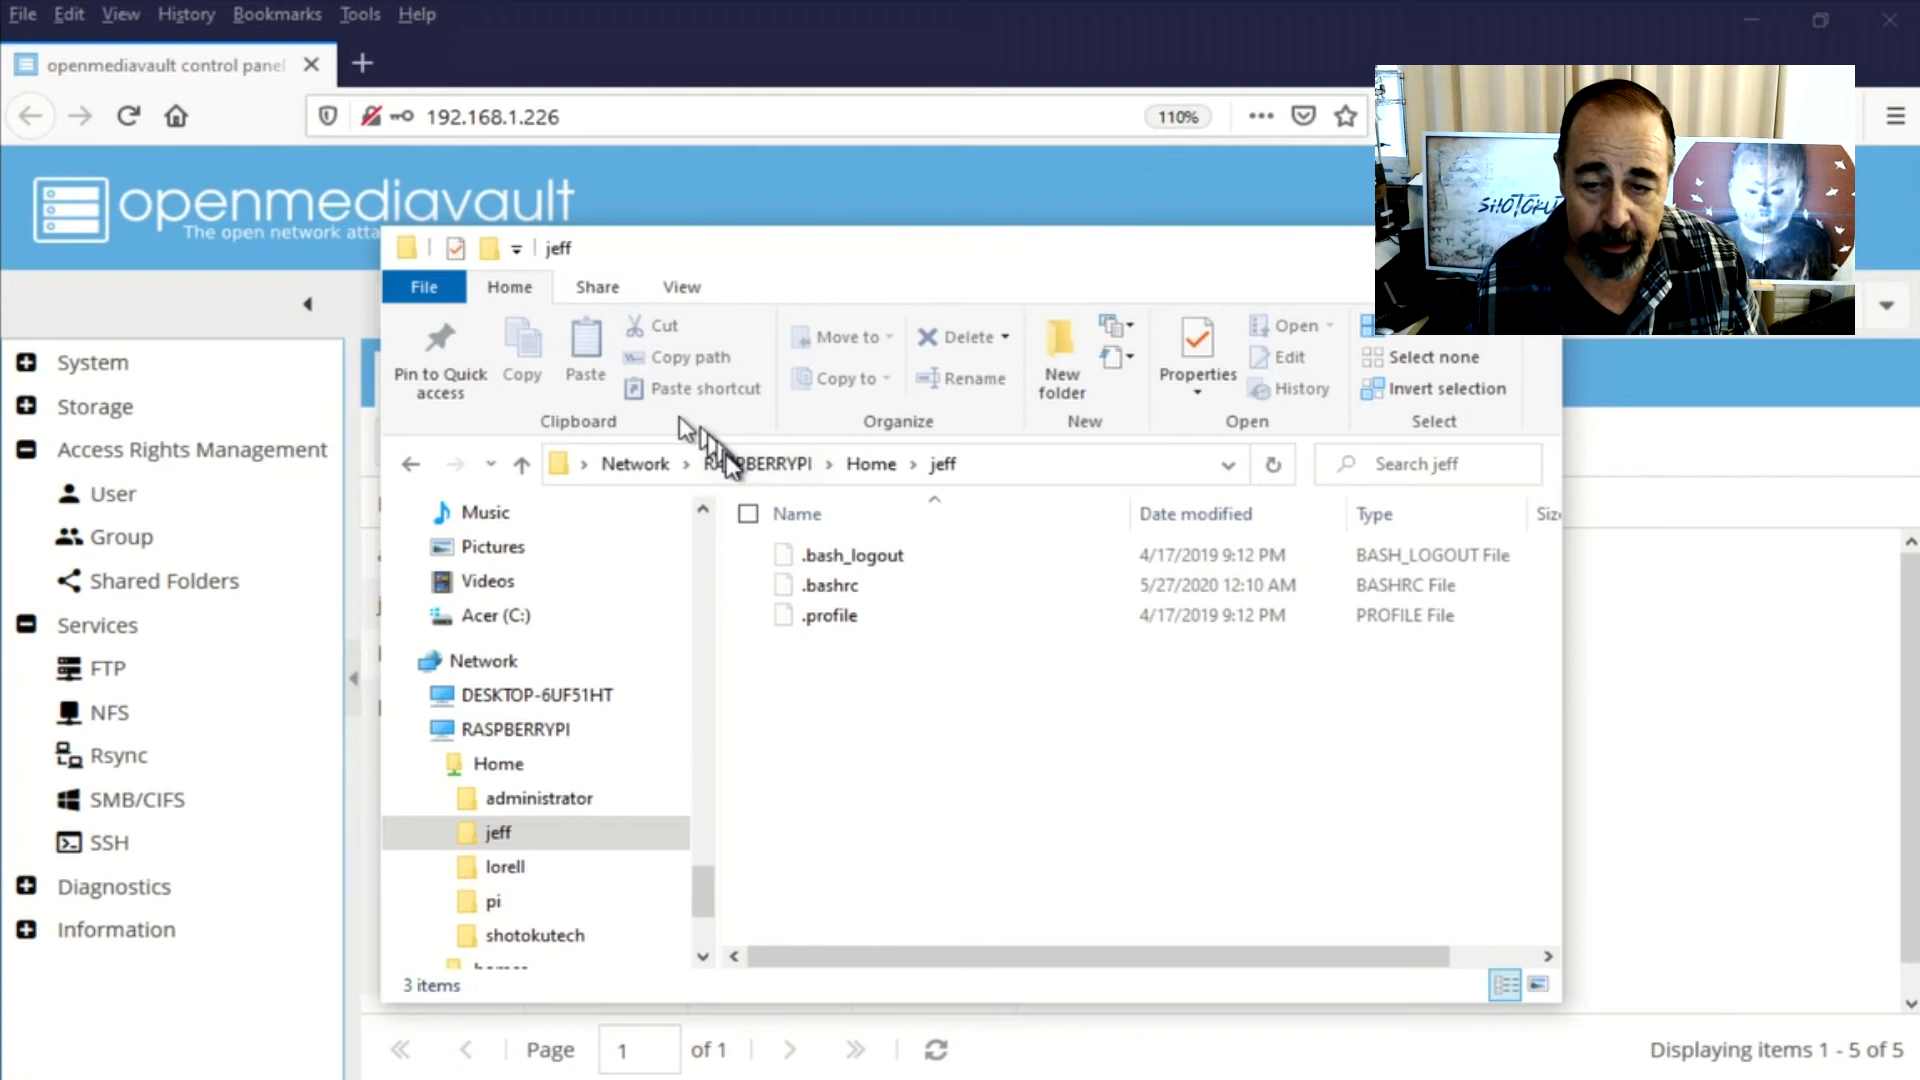 File Edit View History Bookmarks Tools Help
openmediavault control panel
192.168.1.226
110%
openmediavault
The open network atta
jeff
File Home Share View
Pin to Quick access
Copy
Paste
Cut
Copy path
Paste shortcut
Clipboard
Move to
Copy to
Delete
Rename
Organize
New folder
New
Properties
Open
Edit
History
Open
Select none
Invert selection
Select
Network RASPBERRYPI Home jeff
Search jeff
System
Storage
Access Rights Management
User
Group
Shared Folders
Services
FTP
NFS
Rsync
SMB/CIFS
SSH
Diagnostics
Information
Music
Pictures
Videos
Acer (C:)
Network
DESKTOP-6UF51HT
RASPBERRYPI
Home
administrator
jeff
lorell
pi
shotokutech
Name Date modified Type Siz
.bash_logout 4/17/2019 9:12 PM BASH_LOGOUT File
.bashrc 5/27/2020 12:10 AM BASHRC File
.profile 4/17/2019 9:12 PM PROFILE File
3 items
Page 1 of 1
Displaying items 1 - 5 of 5